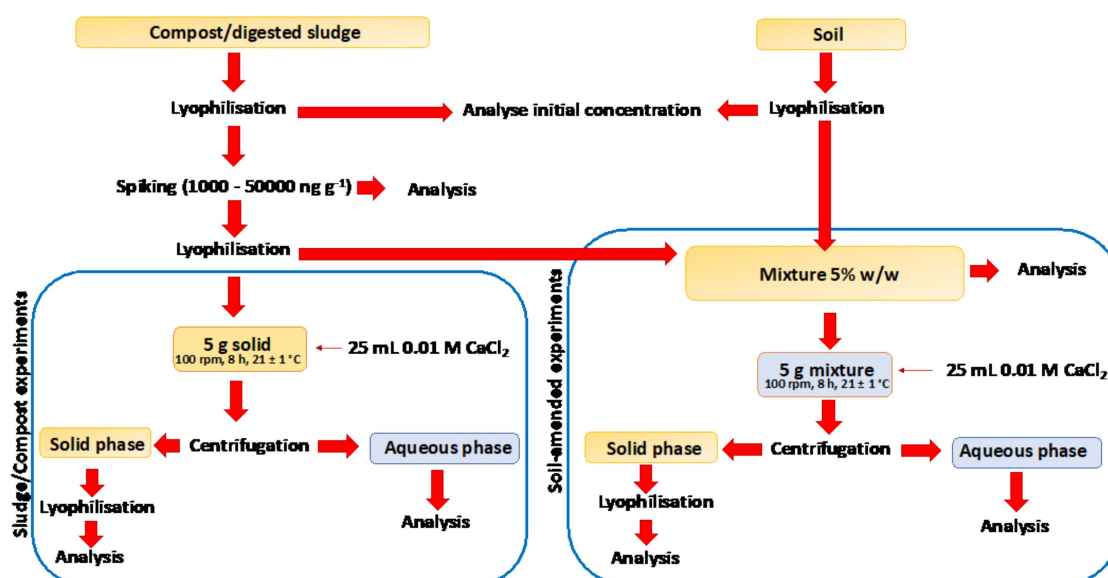 Compost/digested sludge
Soil
Lyophilisation
Analyse initial concentration
Lyophilisation
Spiking (1000 - 50000 ng g⁻¹)
Analysis
Lyophilisation
Mixture 5% w/w
Analysis
Sludge/Compost experiments
5 g solid
100 rpm, 8 h, 21 ± 1 °C
25 mL 0.01 M CaCl₂
Solid phase
Centrifugation
Aqueous phase
Lyophilisation
Analysis
Analysis
Soil-amended experiments
5 g mixture
100 rpm, 8 h, 21 ± 1 °C
25 mL 0.01 M CaCl₂
Solid phase
Centrifugation
Aqueous phase
Lyophilisation
Analysis
Analysis